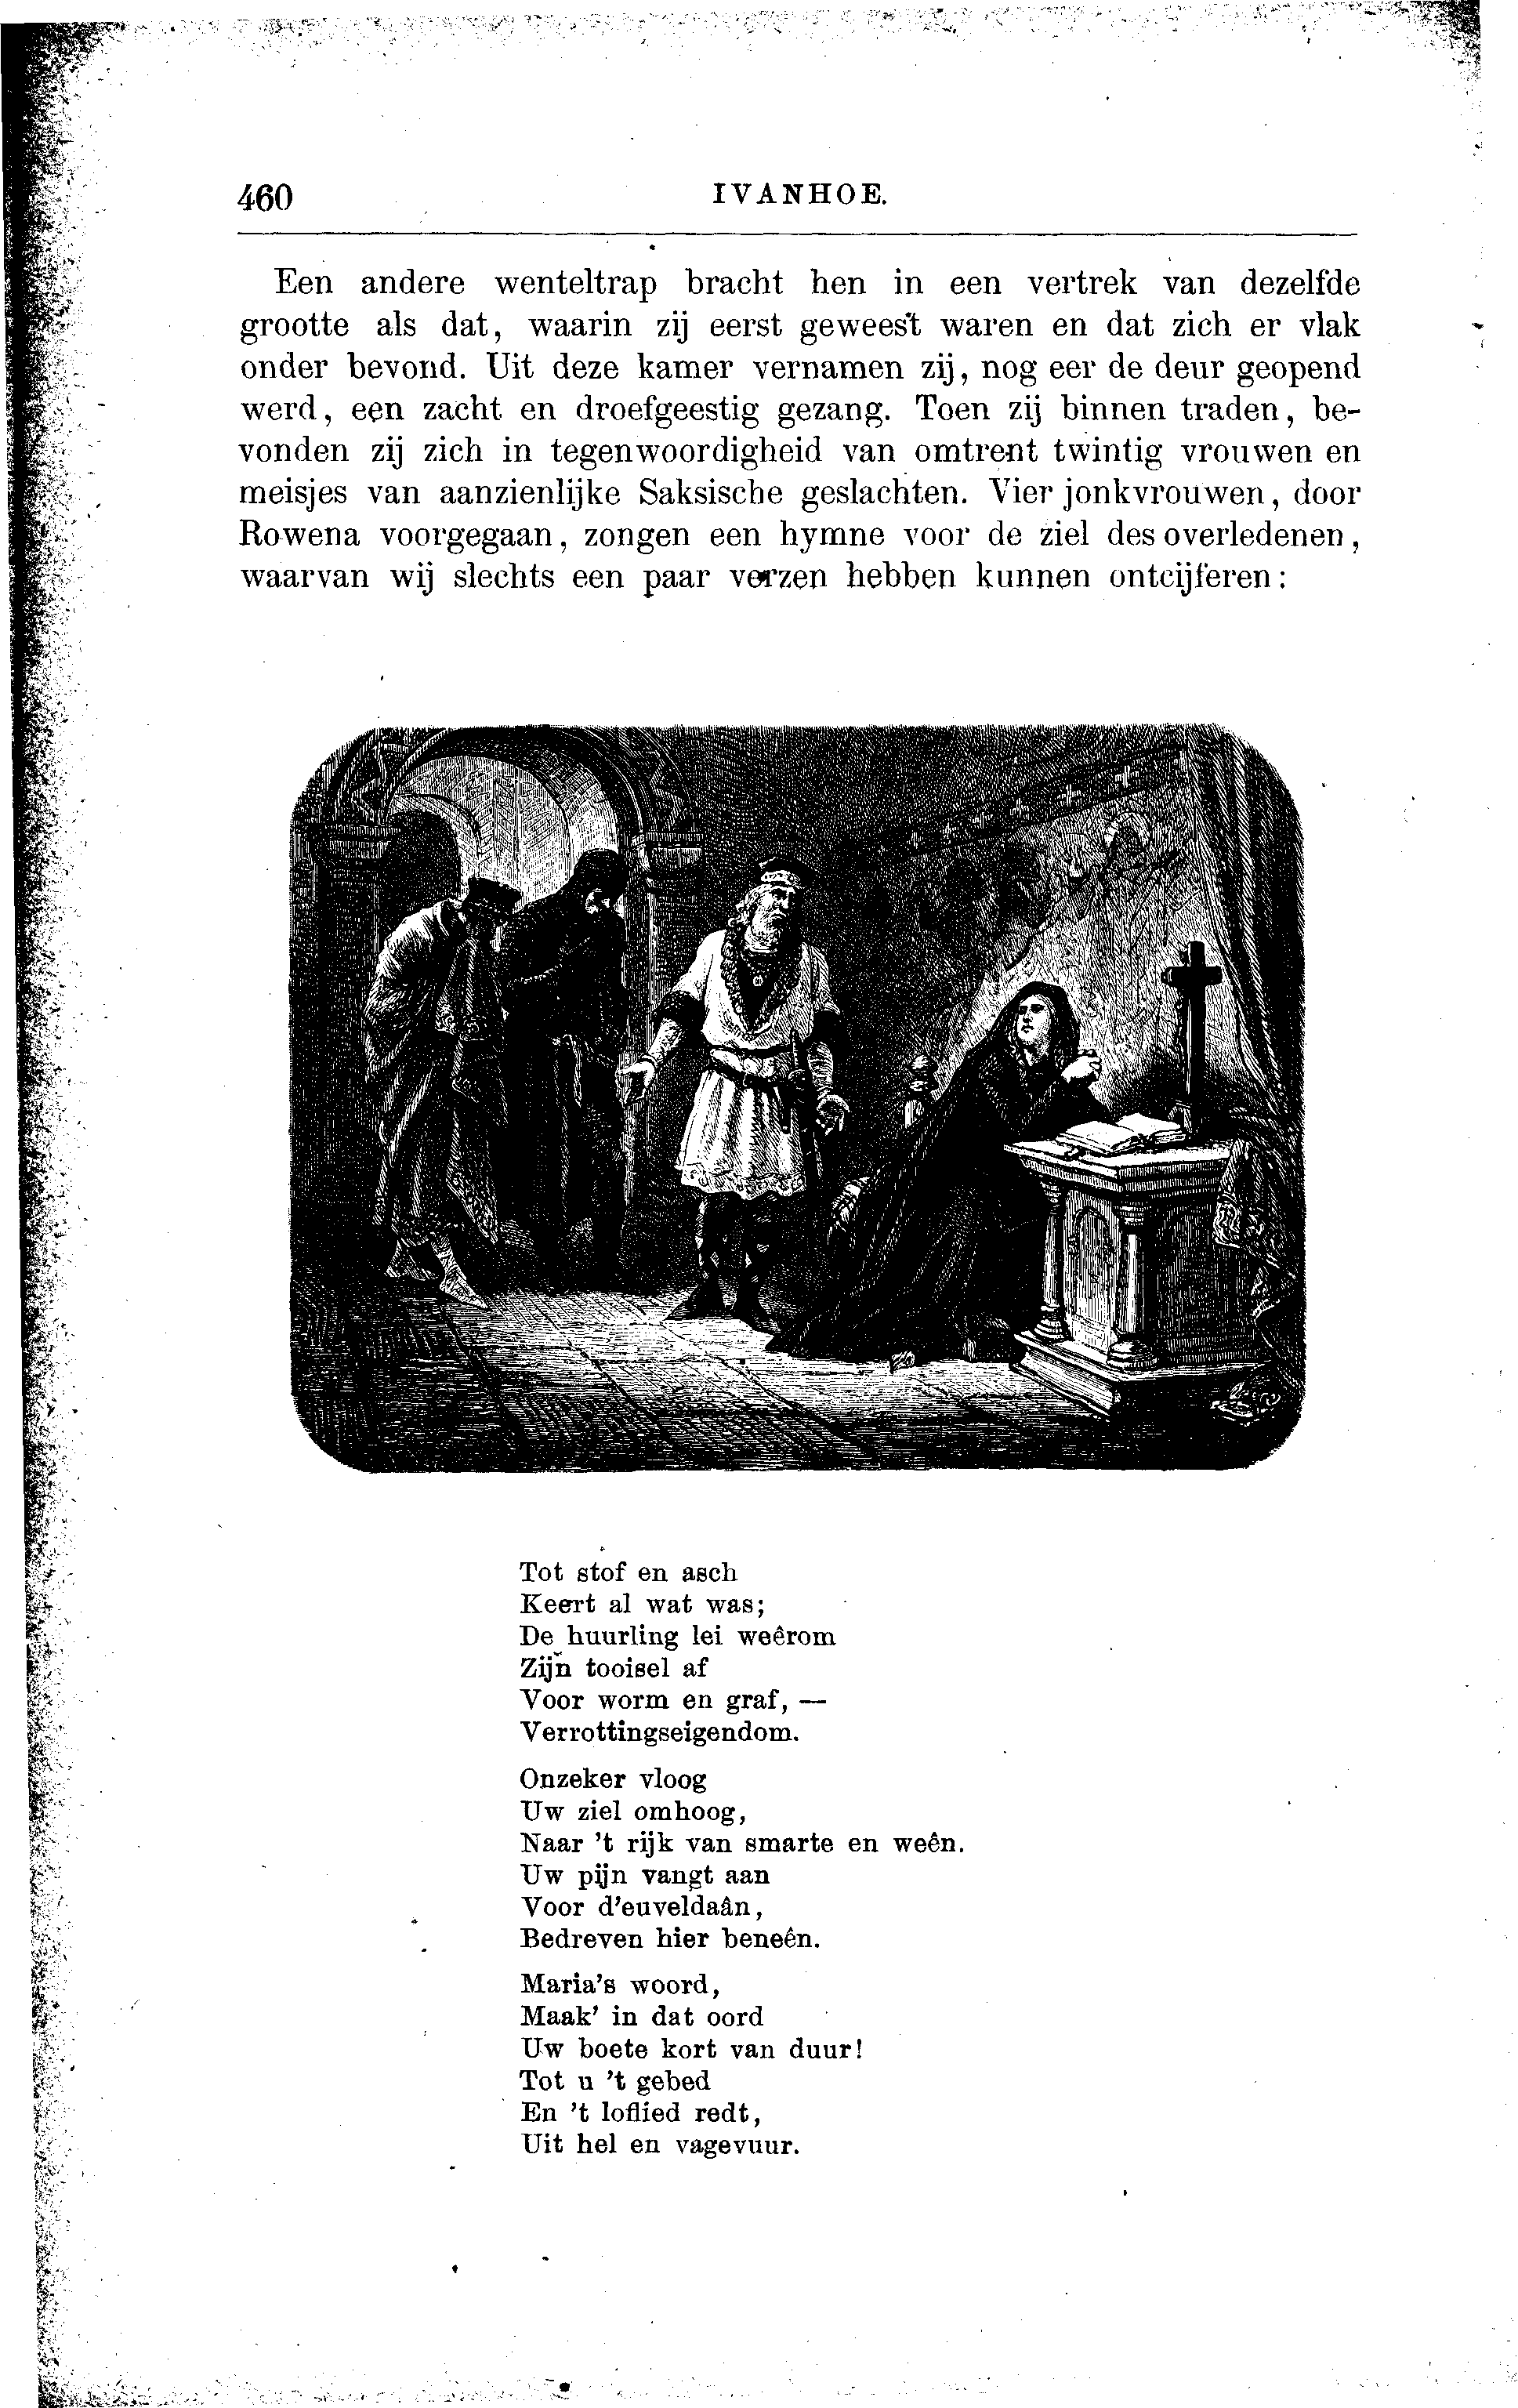 460
IVANHOE.
Een andere wenteltrap bracht hen in een vertrek van dezelfde
grootte als dat, waarin zij eerst geweest waren en dat zich er vlak
onder bevond. Uit deze kamer vernamen zij, nog eer de deur geopend
werd, een zacht en droefgeestig gezang. Toen zij binnen traden, be-
vonden zij zich in tegenwoordigheid van omtrent twintig vrouwen en
meisjes van aanzienlijke Saksische geslachten. Vier jonkvrouwen, door
Rowena voorgegaan, zongen een hymne voor de ziel des overledenen,
waarvan wij slechts een paar verzen hebben kunnen ontcijferen:
Tot stof en asch
Keert al wat was;
De huurling lei weêrom
Zijn tooisel af
Voor worm en graf, —
Verrottingseigendom.
Onzeker vloog
Uw ziel omhoog,
Naar 't rijk van smarte en weên.
Uw pijn vangt aan
Voor d'euveldaân,
Bedreven hier beneên.
Maria's woord,
Maak' in dat oord
Uw boete kort van duur!
Tot u 't gebed
En 't loflied redt,
Uit hel en vagevuur.